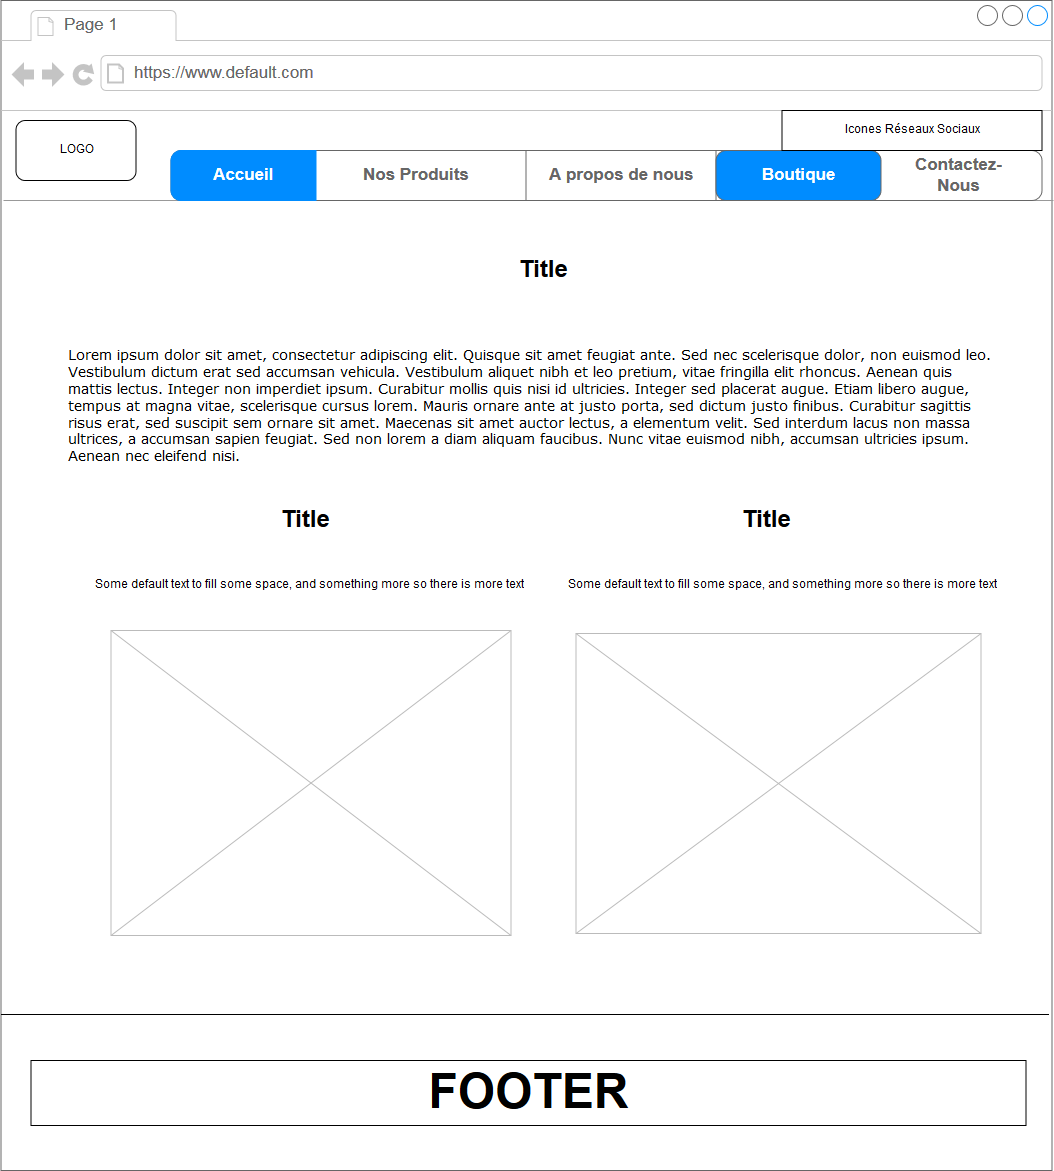 Page 1
https://www.default.com
Icones Réseaux Sociaux
LOGO
Accueil
Nos Produits
A propos de nous
Boutique
Contactez-
Nous
Title
Lorem ipsum dolor sit amet, consectetur adipiscing elit. Quisque sit amet feugiat ante. Sed nec scelerisque dolor, non euismod leo.
Vestibulum dictum erat sed accumsan vehicula. Vestibulum aliquet nibh et leo pretium, vitae fringilla elit rhoncus. Aenean quis
mattis lectus. Integer non imperdiet ipsum. Curabitur mollis quis nisi id ultricies. Integer sed placerat augue. Etiam libero augue,
tempus at magna vitae, scelerisque cursus lorem. Mauris ornare ante at justo porta, sed dictum justo finibus. Curabitur sagittis
risus erat, sed suscipit sem ornare sit amet. Maecenas sit amet auctor lectus, a elementum velit. Sed interdum lacus non massa
ultrices, a accumsan sapien feugiat. Sed non lorem a diam aliquam faucibus. Nunc vitae euismod nibh, accumsan ultricies ipsum.
Aenean nec eleifend nisi.
Title
Some default text to fill some space, and something more so there is more text
Title
Some default text to fill some space, and something more so there is more text
FOOTER